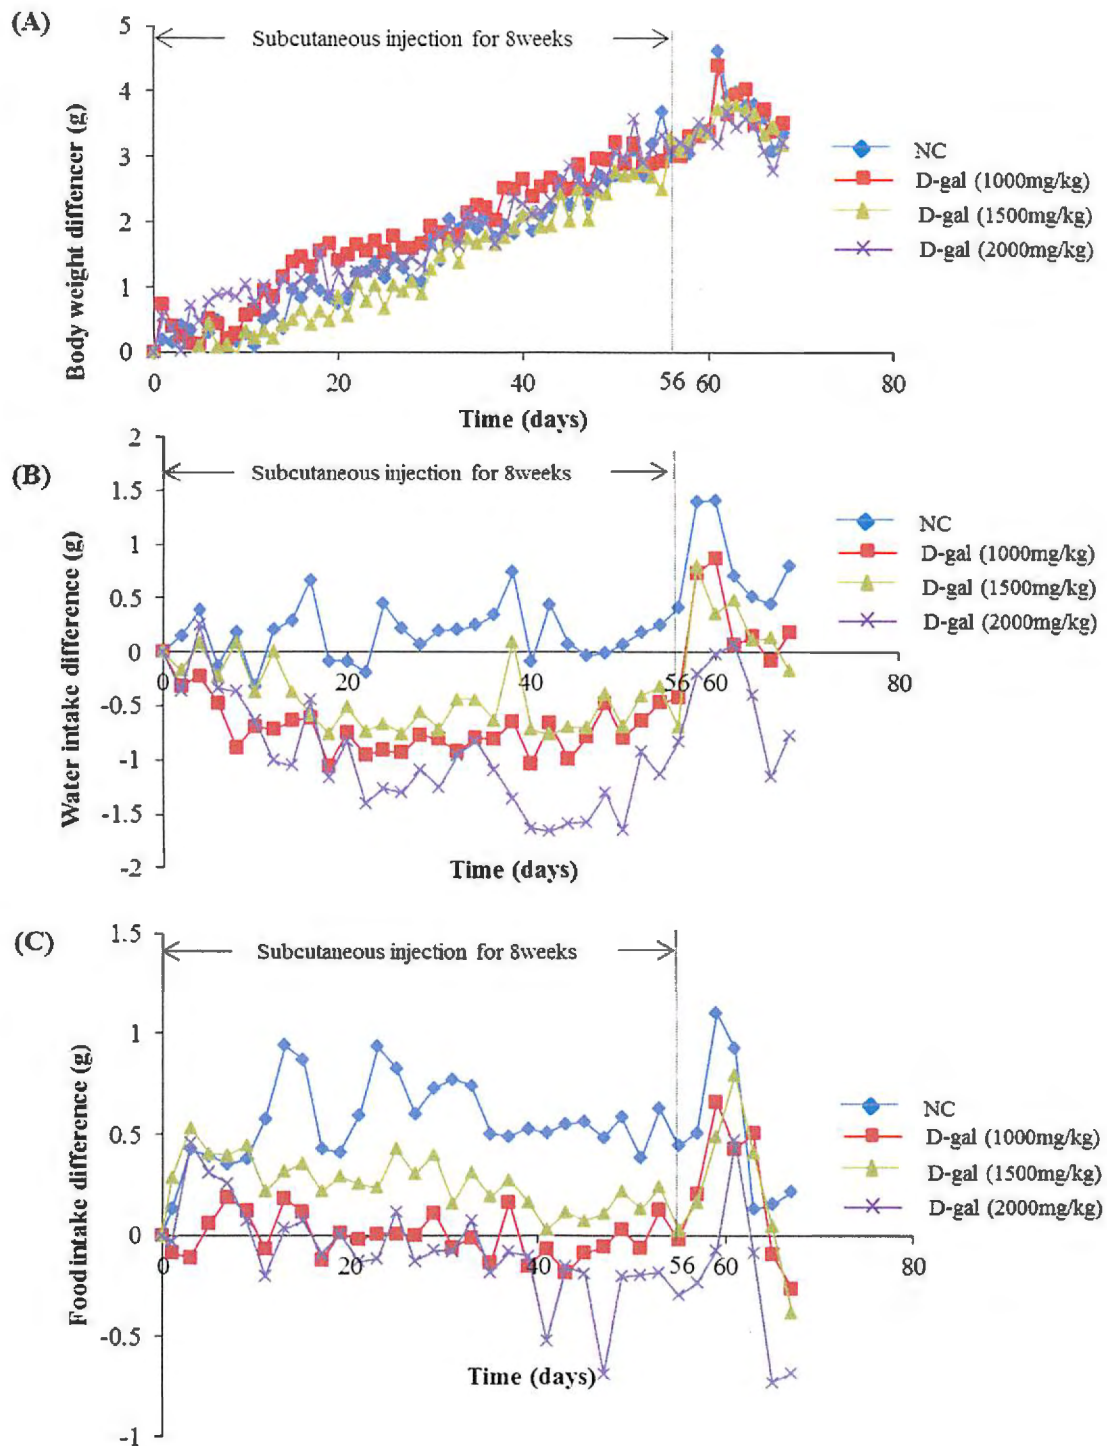 (A)
Body weight differencer (g)
5
4
3
2
1
0
Subcutaneous injection for 8weeks
0 20 40 56 60 80
Time (days)
NC
D-gal (1000mg/kg)
D-gal (1500mg/kg)
D-gal (2000mg/kg)
(B)
Water intake difference (g)
2
1.5
1
0.5
0
-0.5
-1
-1.5
-2
Subcutaneous injection for 8weeks
0 20 40 56 60 80
Time (days)
NC
D-gal (1000mg/kg)
D-gal (1500mg/kg)
D-gal (2000mg/kg)
(C)
Food intake difference (g)
1.5
1
0.5
0
-0.5
-1
Subcutaneous injection for 8weeks
0 20 40 56 60 80
Time (days)
NC
D-gal (1000mg/kg)
D-gal (1500mg/kg)
D-gal (2000mg/kg)